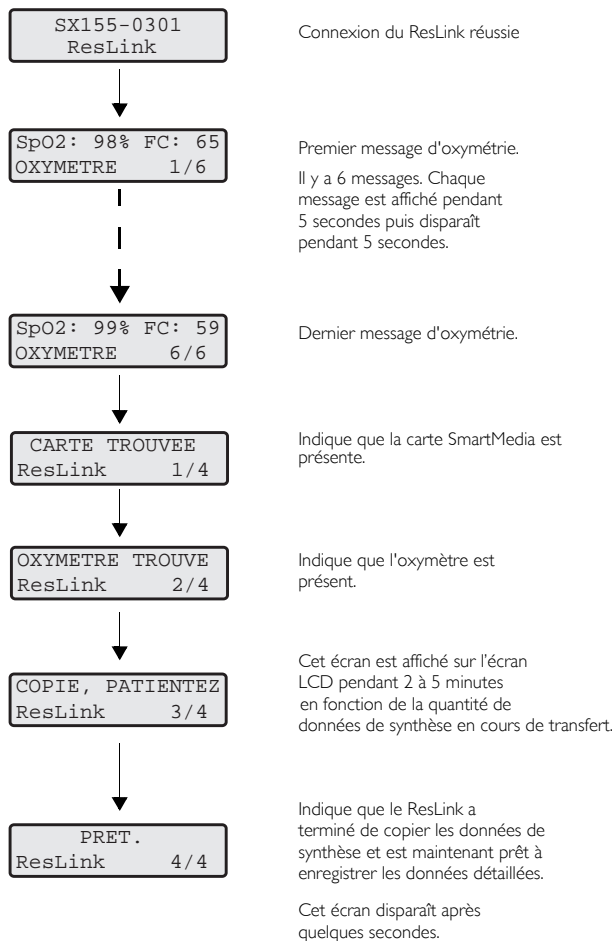 SX155-0301
ResLink
Connexion du ResLink réussie
SpO2: 98% FC: 65
OXYMETRE 1/6
Premier message d'oxymétrie.
Il y a 6 messages. Chaque
message est affiché pendant
5 secondes puis disparaît
pendant 5 secondes.
SpO2: 99% FC: 59
OXYMETRE 6/6
Dernier message d'oxymétrie.
CARTE TROUVEE
ResLink 1/4
Indique que la carte SmartMedia est
présente.
OXYMETRE TROUVE
ResLink 2/4
Indique que l'oxymètre est
présent.
COPIE, PATIENTEZ
ResLink 3/4
Cet écran est affiché sur l'écran
LCD pendant 2 à 5 minutes
en fonction de la quantité de
données de synthèse en cours de transfert.
PRET.
ResLink 4/4
Indique que le ResLink a
terminé de copier les données de
synthèse et est maintenant prêt à
enregistrer les données détaillées.
Cet écran disparaît après
quelques secondes.